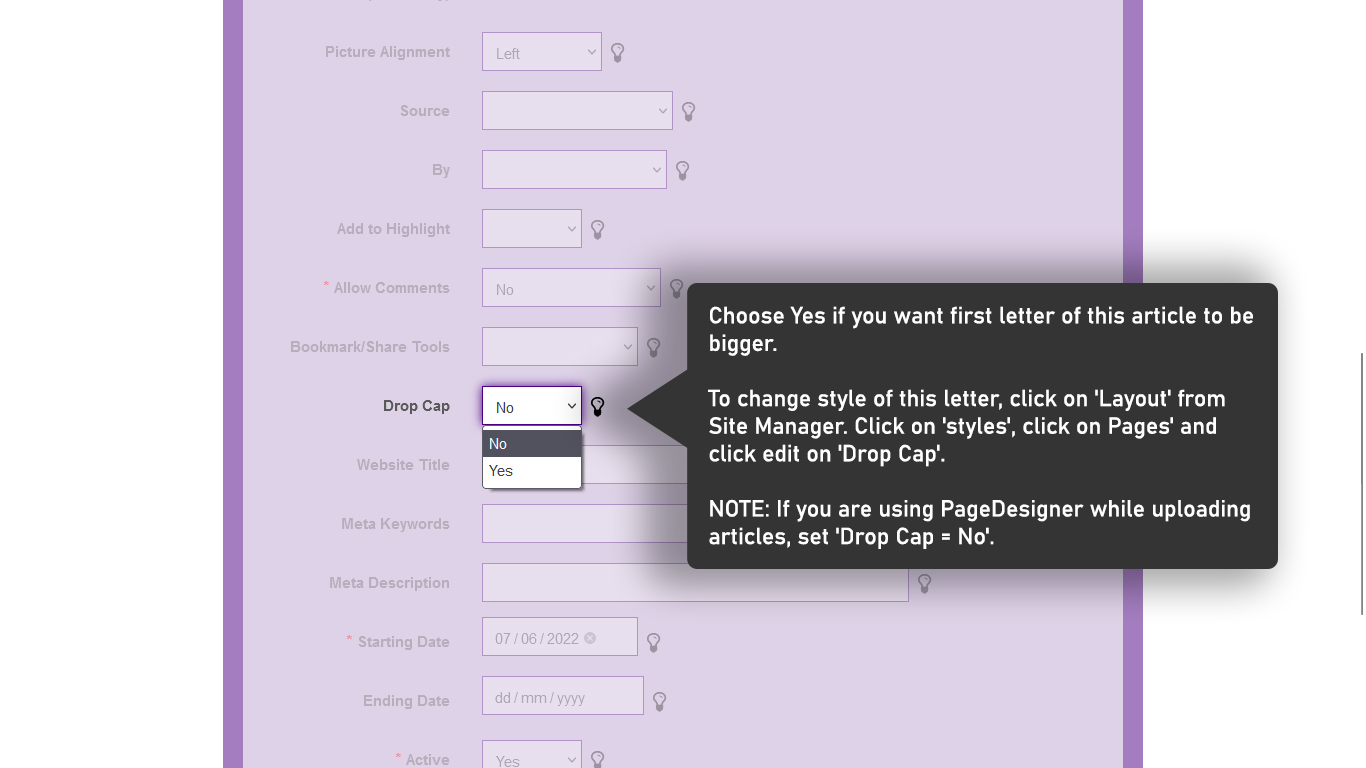 Picture Alignment Left
Source
By
Add to Highlight
* Allow Comments No
Bookmark/Share Tools
Drop Cap No
No
Yes
Website Title
Meta Keywords
Meta Description
* Starting Date 07 / 06 / 2022
Ending Date dd / mm / yyyy
* Active Yes
Choose Yes if you want first letter of this article to be
bigger.
To change style of this letter, click on 'Layout' from
Site Manager. Click on 'styles', click on Pages' and
click edit on 'Drop Cap'.
NOTE: If you are using PageDesigner while uploading
articles, set 'Drop Cap = No'.